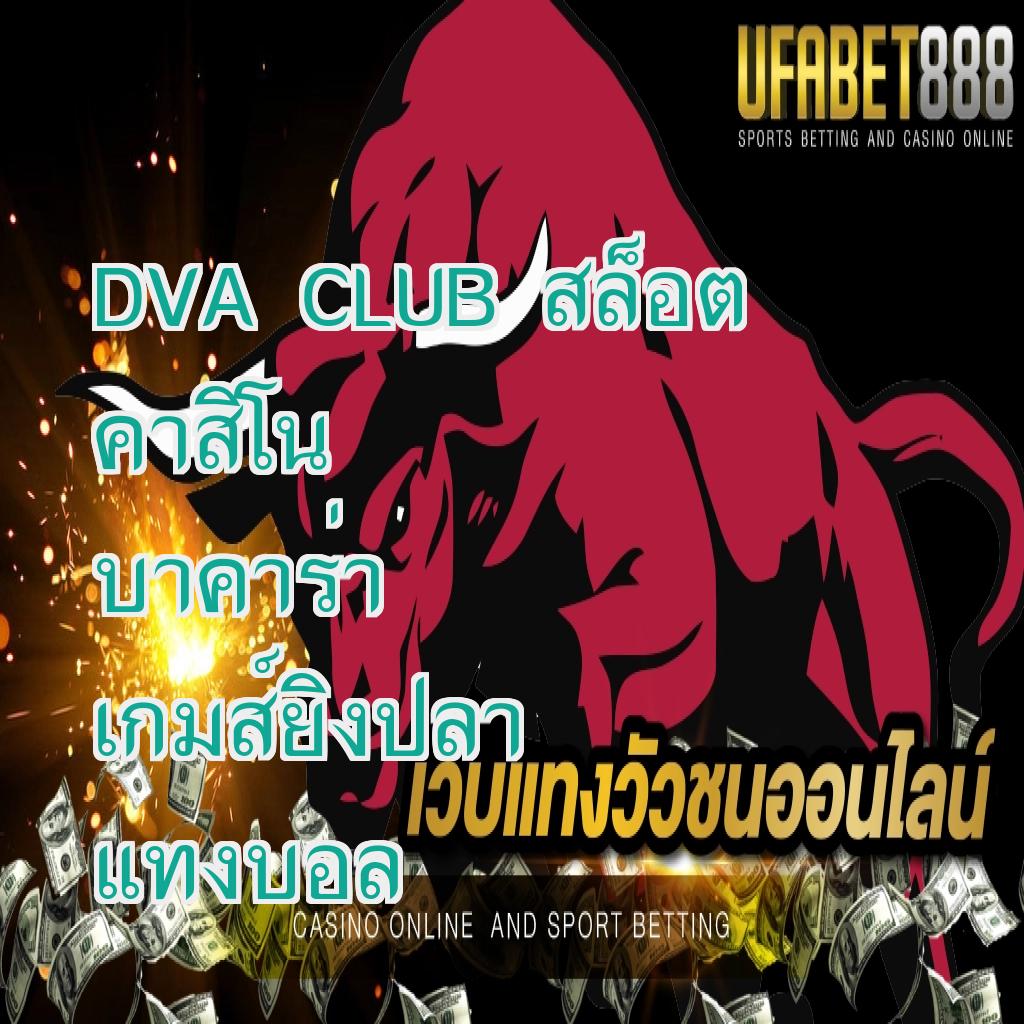 UFABET888
SPORTS BETTING AND CASINO ONLINE
DVA CLUB สล็อต
คาสิโน
บาคาร่า
เกมส์ยิงปลา
เว็บแทงวัวชนออนไลน์
แทงบอล
CASINO ONLINE AND SPORT BETTING